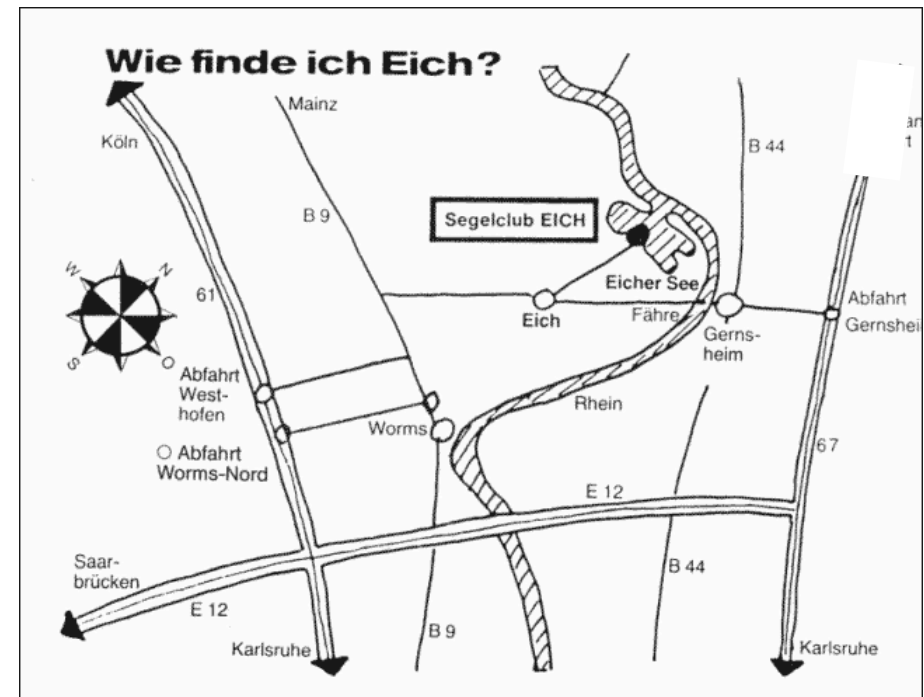 Wie finde ich Eich?
Mainz
Köln
B 44
B 9
Segelclub EICH
W
N
S
O
61
Eicher See
Eich
Fähre
Gerns-
heim
Abfahrt
Abfahrt
West-
hofen
Rhein
Worms
Abfahrt
Worms-Nord
67
E 12
Saar-
brücken
E 12
B 44
B 9
Karlsruhe
Karlsruhe